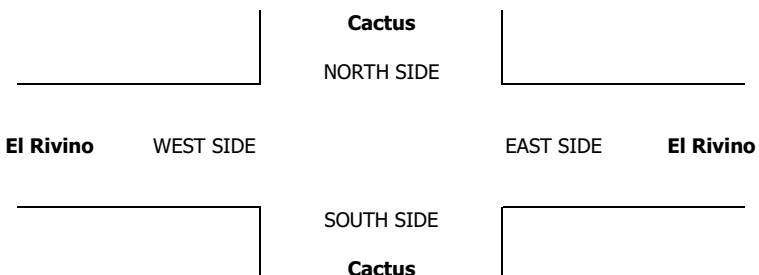 Cactus
NORTH SIDE
El Rivino WEST SIDE EAST SIDE El Rivino
SOUTH SIDE
Cactus